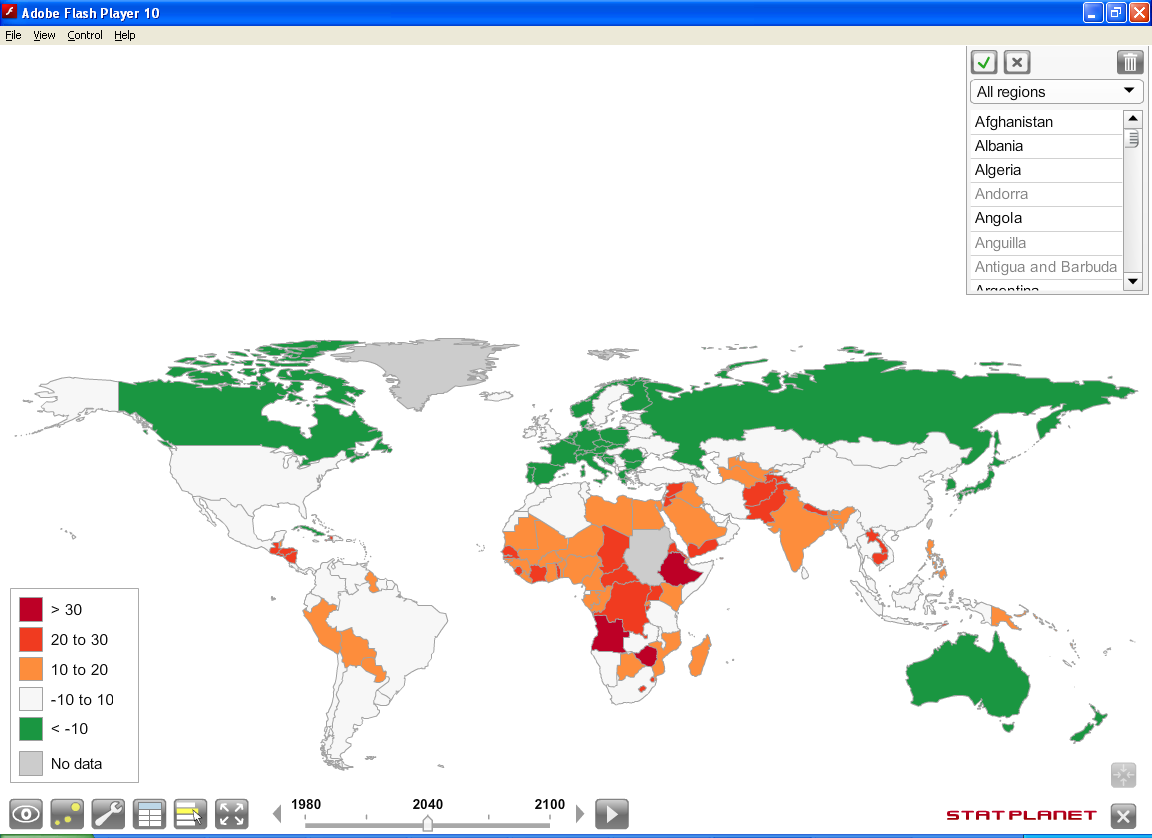 Adobe Flash Player 10
File View Control Help
All regions
Afghanistan
Albania
Algeria
Andorra
Angola
Anguilla
Antigua and Barbuda
Argentina
> 30
20 to 30
10 to 20
-10 to 10
< -10
No data
1980 2040 2100
STATPLANET